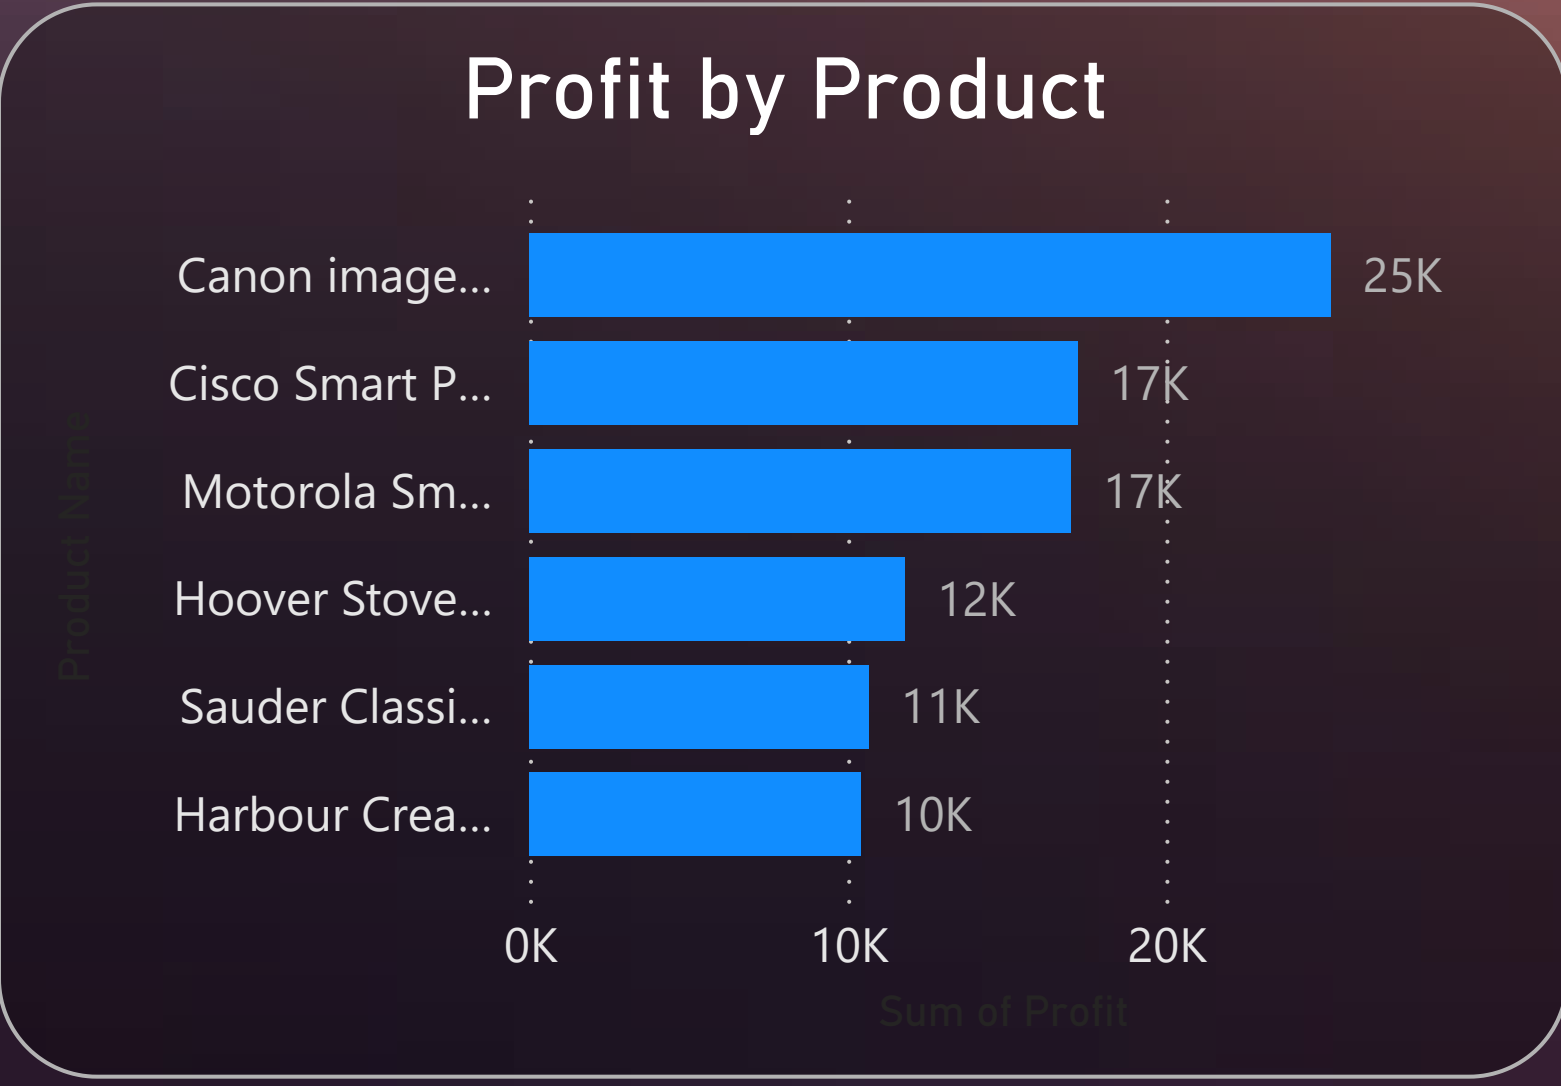 Profit by Product
Canon image... 25K
Cisco Smart P... 17K
Motorola Sm... 17K
Hoover Stove... 12K
Sauder Classi... 11K
Harbour Crea... 10K
Product Name
0K 10K 20K
Sum of Profit